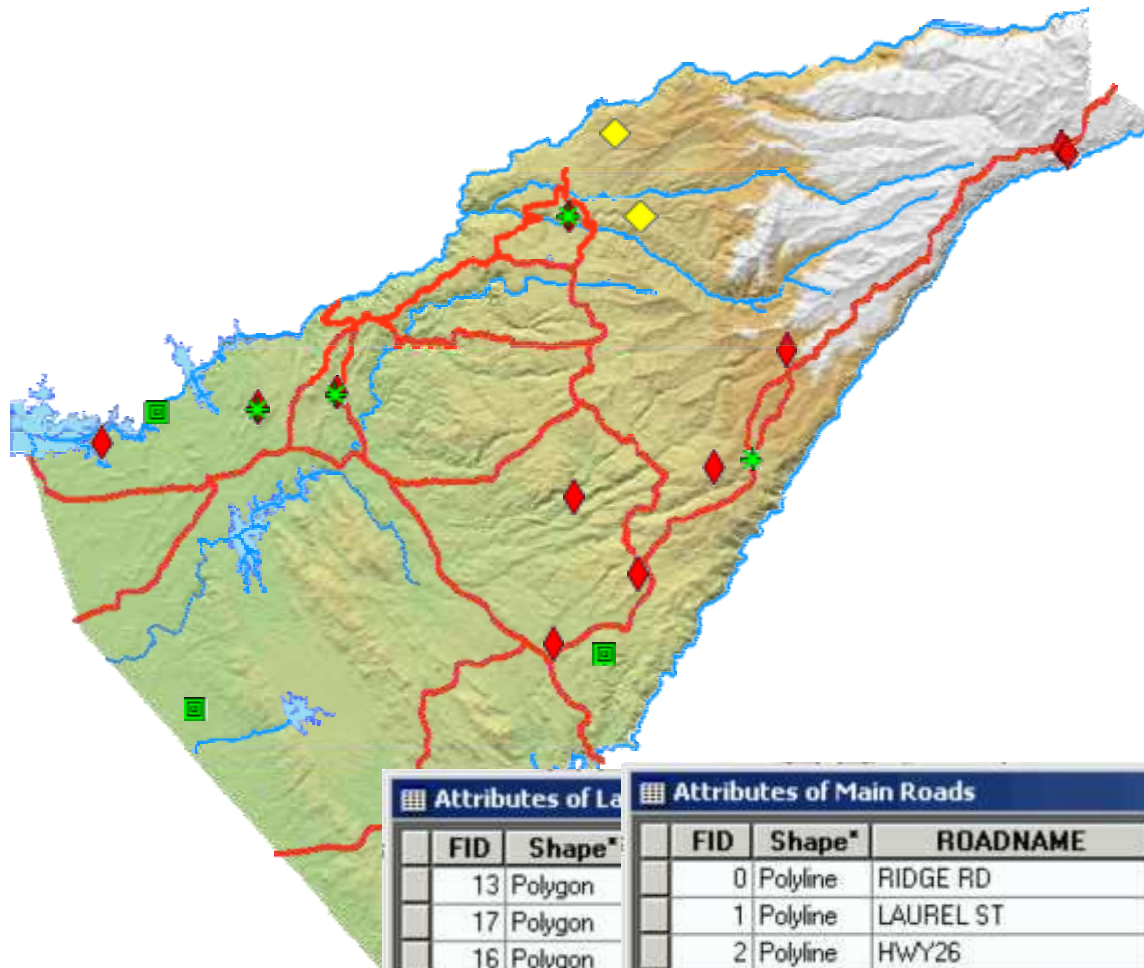 Attributes of La
FID Shape*
13 Polygon
17 Polygon
16 Polygon
Attributes of Main Roads
FID Shape* ROADNAME
0 Polyline RIDGE RD
1 Polyline LAUREL ST
2 Polyline HWY26